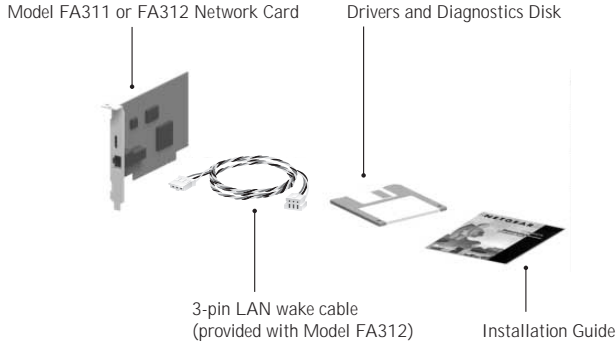 Model FA311 or FA312 Network Card
Drivers and Diagnostics Disk
NETGEAR
3-pin LAN wake cable
(provided with Model FA312)
Installation Guide